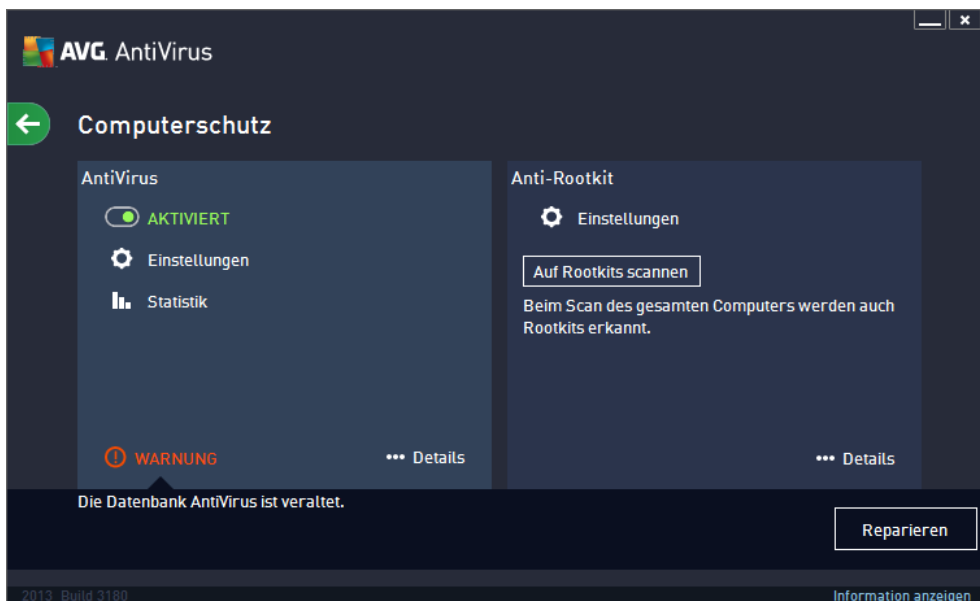 AVG. AntiVirus
Computerschutz
AntiVirus
AKTIVIERT
Einstellungen
Statistik
WARNUNG
Details
Anti-Rootkit
Einstellungen
Auf Rootkits scannen
Beim Scan des gesamten Computers werden auch
Rootkits erkannt.
Details
Die Datenbank AntiVirus ist veraltet.
Reparieren
2013 Build 3180
Information anzeigen